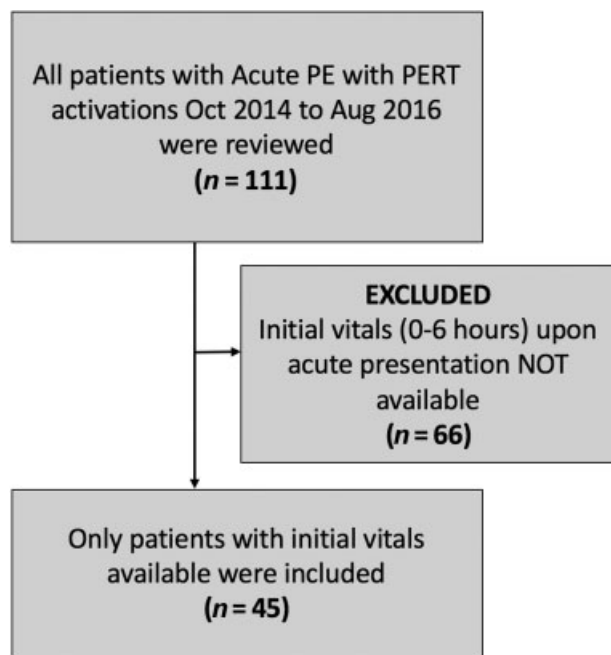 All patients with Acute PE with PERT
activations Oct 2014 to Aug 2016
were reviewed
(n = 111)
EXCLUDED
Initial vitals (0-6 hours) upon
acute presentation NOT
available
(n = 66)
Only patients with initial vitals
available were included
(n = 45)